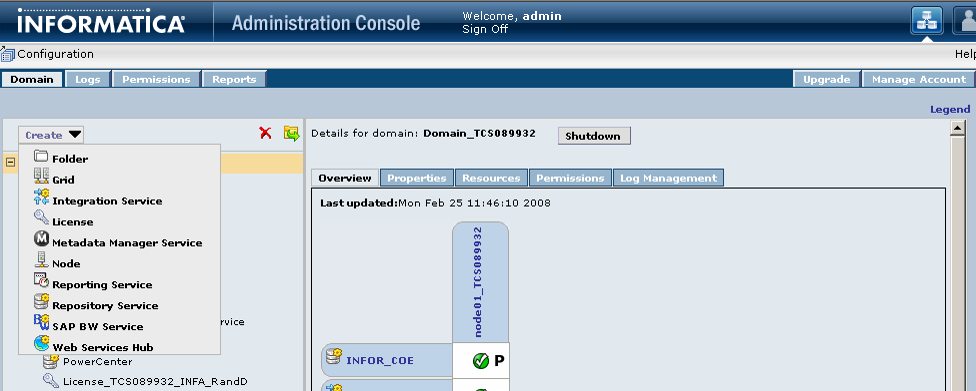 INFORMATICA
Administration Console
Welcome, admin
Sign Off
Configuration
Help
Domain
Logs
Permissions
Reports
Upgrade
Manage Account
Legend
Create
Details for domain: Domain_TCS089932
Shutdown
Folder
Grid
Integration Service
License
Metadata Manager Service
Node
Reporting Service
Repository Service
SAP BW Service
Web Services Hub
rvice
PowerCenter
License_TCS089932_INFA_RandD
Overview
Properties
Resources
Permissions
Log Management
Last updated:Mon Feb 25 11:46:10 2008
node01_TCS089932
INFOR_COE
P